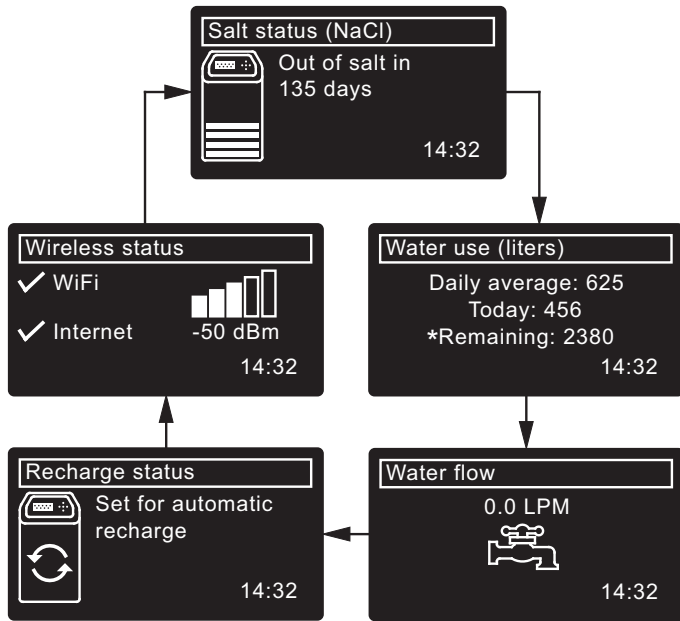 Salt status (NaCl)
Out of salt in
135 days
14:32
Wireless status
WiFi
Internet
-50 dBm
14:32
Water use (liters)
Daily average: 625
Today: 456
*Remaining: 2380
14:32
Recharge status
Set for automatic
recharge
14:32
Water flow
0.0 LPM
14:32